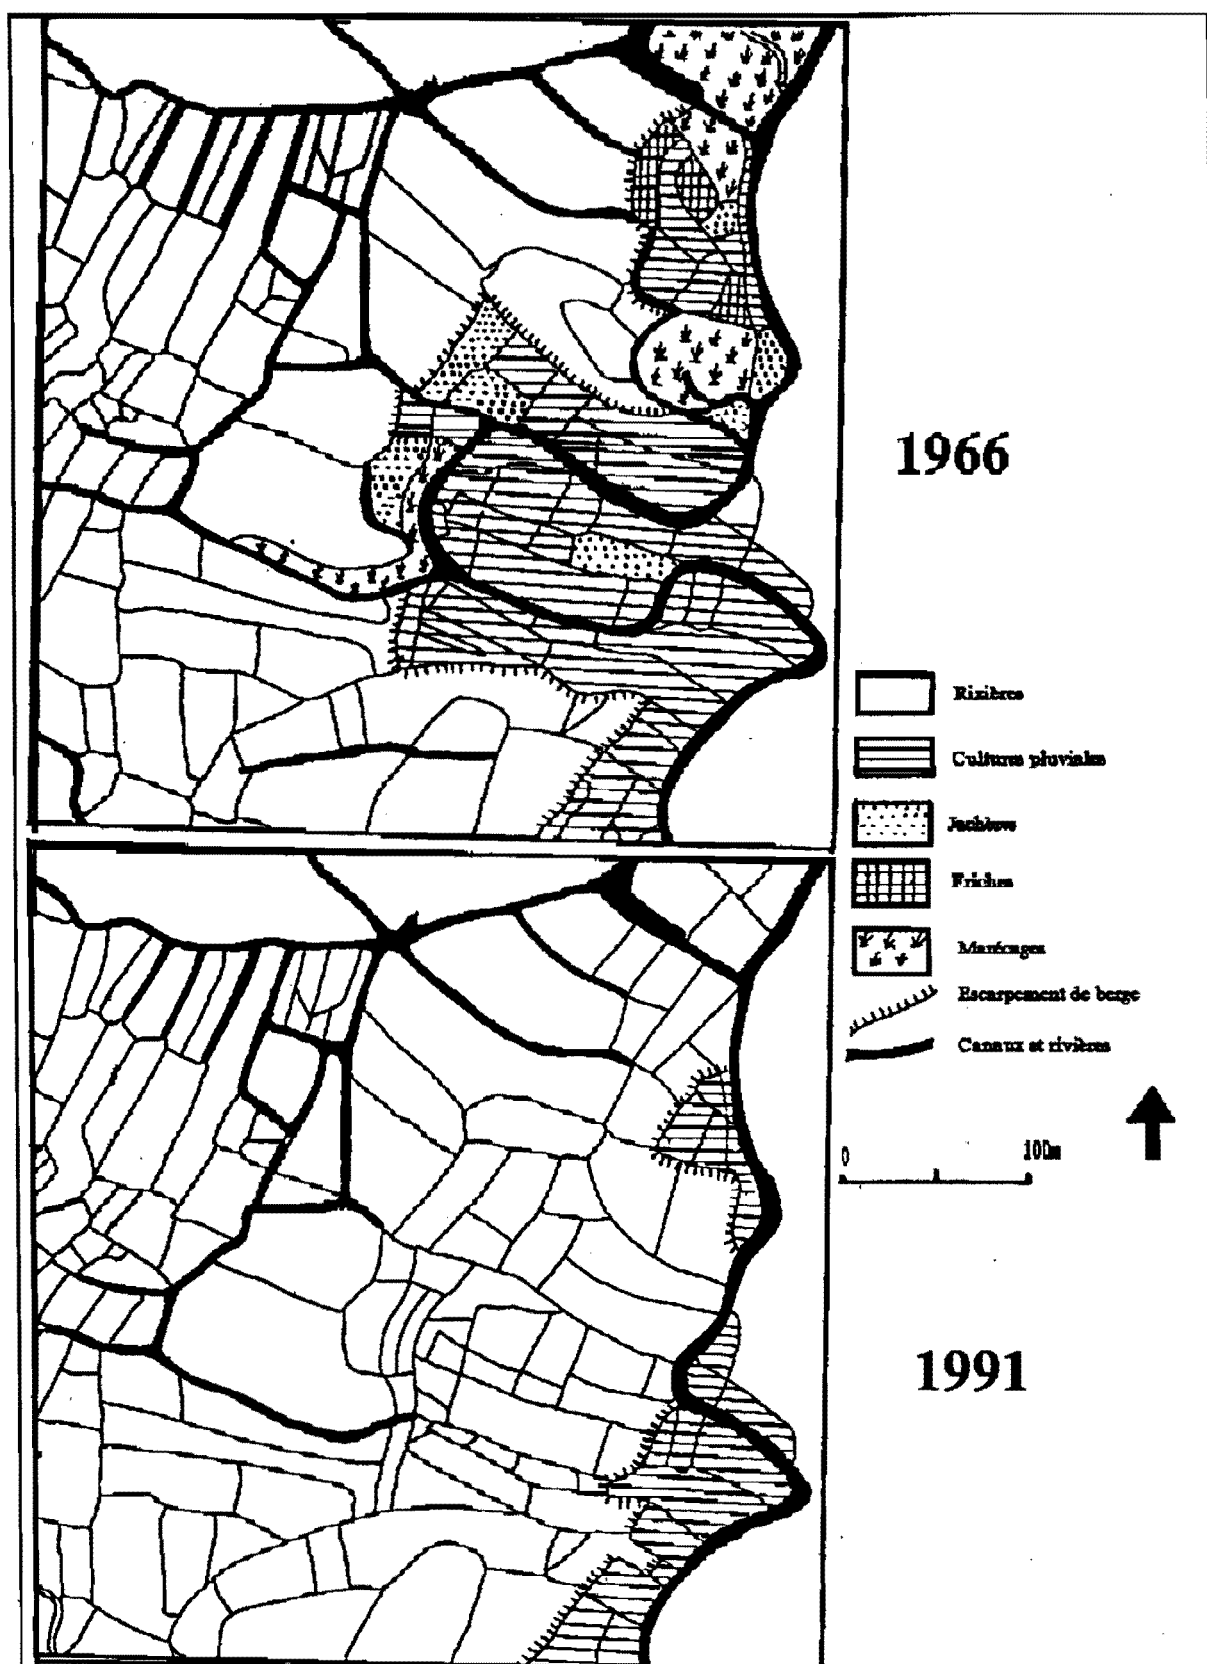 1966
Rizières
Cultures pluviales
Jachères
Friches
Marécages
Escarpement de berge
Canaux et rivières
0 100m
1991